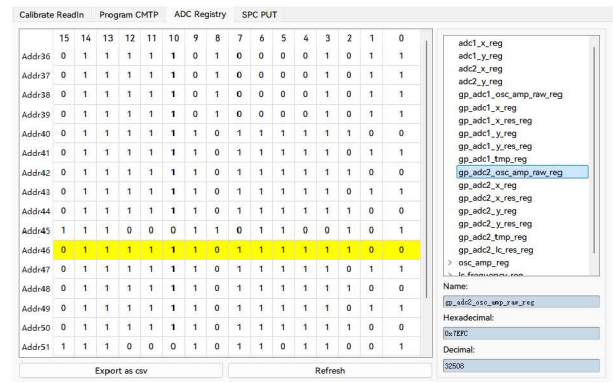 Calibrate ReadIn Program CMTP ADC Registry SPC PUT
15 14 13 12 11 10 9 8 7 6 5 4 3 2 1 0
Addr36 0 1 1 1 1 1 0 1 0 0 0 0 1 0 1 1
Addr37 0 1 1 1 1 1 0 1 0 0 0 0 1 0 1 1
Addr38 0 1 1 1 1 1 0 1 0 0 0 0 1 0 1 1
Addr39 0 1 1 1 1 1 0 1 0 0 0 0 1 0 1 1
Addr40 0 1 1 1 1 1 1 0 1 1 1 1 1 1 0 0
Addr41 0 1 1 1 1 1 1 0 1 1 1 1 1 0 1 1
Addr42 0 1 1 1 1 1 1 0 1 1 1 1 1 1 0 0
Addr43 0 1 1 1 1 1 1 0 1 1 1 1 1 0 1 1
Addr44 0 1 1 1 1 1 1 0 1 1 1 1 1 1 0 0
Addr45 1 1 1 0 0 0 1 1 0 1 1 0 0 1 0 1
Addr46 0 1 1 1 1 1 1 0 1 1 1 1 1 1 0 0
Addr47 0 1 1 1 1 1 1 0 1 1 1 1 1 0 1 1
Addr48 0 1 1 1 1 1 1 0 1 1 1 1 1 1 0 0
Addr49 0 1 1 1 1 1 1 0 1 1 1 1 1 0 1 1
Addr50 0 1 1 1 1 1 1 0 1 1 1 1 1 1 0 0
Addr51 1 1 1 0 0 0 1 0 1 1 0 1 1 0 0 1
Export as csv
Refresh
adc1_x_reg
adc1_y_reg
adc2_x_reg
adc2_y_reg
gp_adc1_osc_amp_raw_reg
gp_adc1_x_reg
gp_adc1_x_res_reg
gp_adc1_y_reg
gp_adc1_y_res_reg
gp_adc1_tmp_reg
gp_adc2_osc_amp_raw_reg
gp_adc2_x_reg
gp_adc2_x_res_reg
gp_adc2_y_reg
gp_adc2_y_res_reg
gp_adc2_tmp_reg
gp_adc2_lc_res_reg
> osc_amp_reg
> lc_frequency_reg
Name:
gp_adc2_osc_amp_raw_reg
Hexadecimal:
0x7EFC
Decimal:
32508